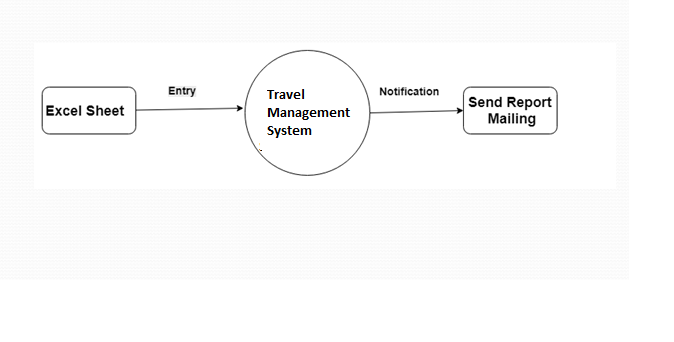 Excel Sheet
Entry
Travel
Management
System
Notification
Send Report
Mailing